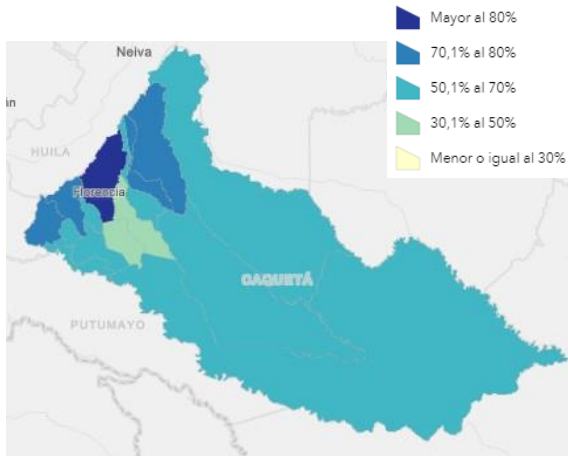 Mayor al 80%
70,1% al 80%
50,1% al 70%
30,1% al 50%
Menor o igual al 30%
Neiva
án
HUILA
Florencia
CAQUETÁ
PUTUMAYO